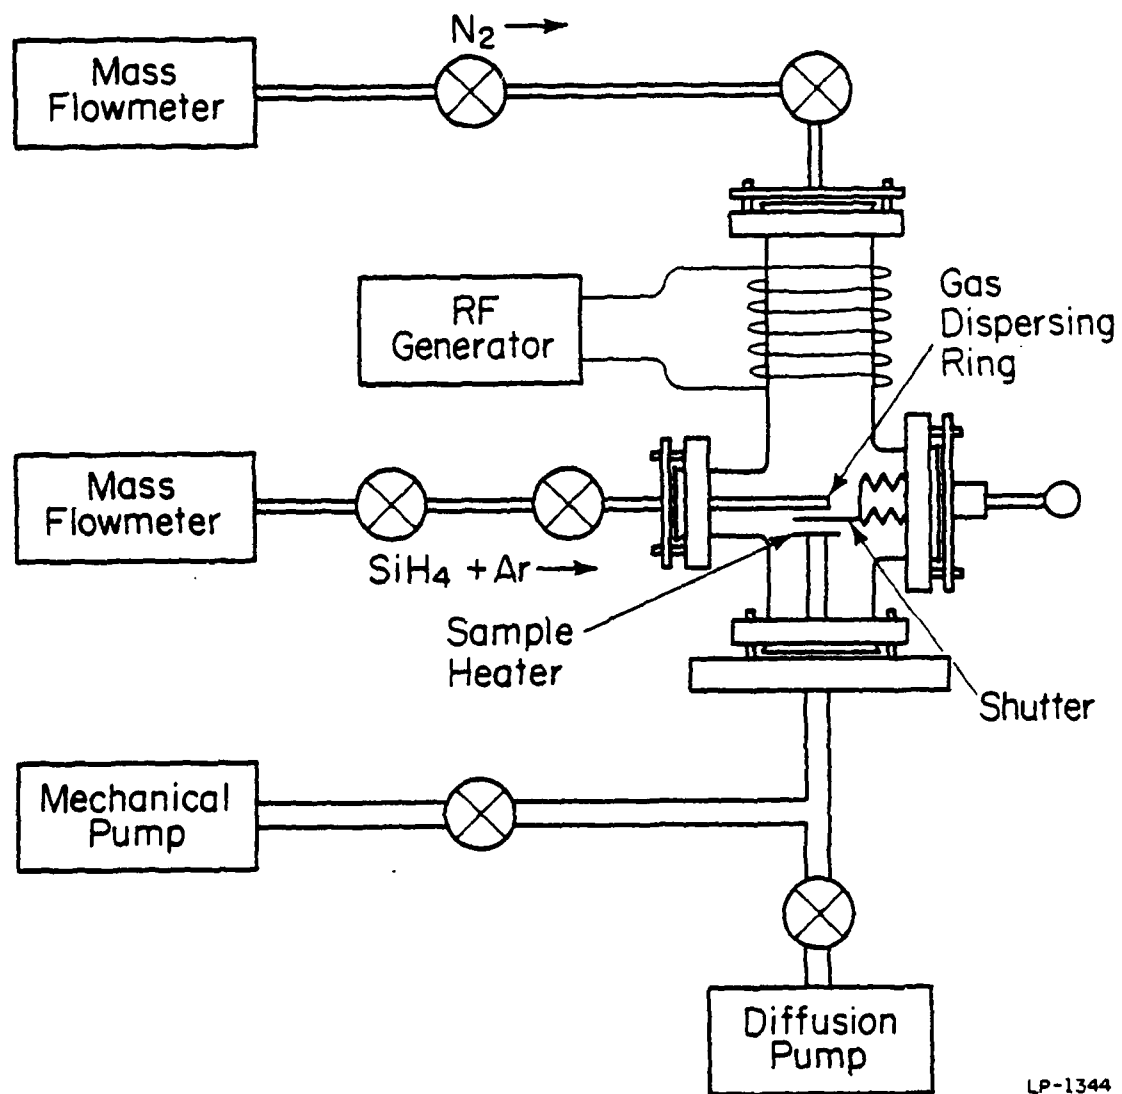 N₂
Mass
Flowmeter
RF
Generator
Gas
Dispersing
Ring
Mass
Flowmeter
SiH₄ + Ar
Sample
Heater
Shutter
Mechanical
Pump
Diffusion
Pump
LP-1344